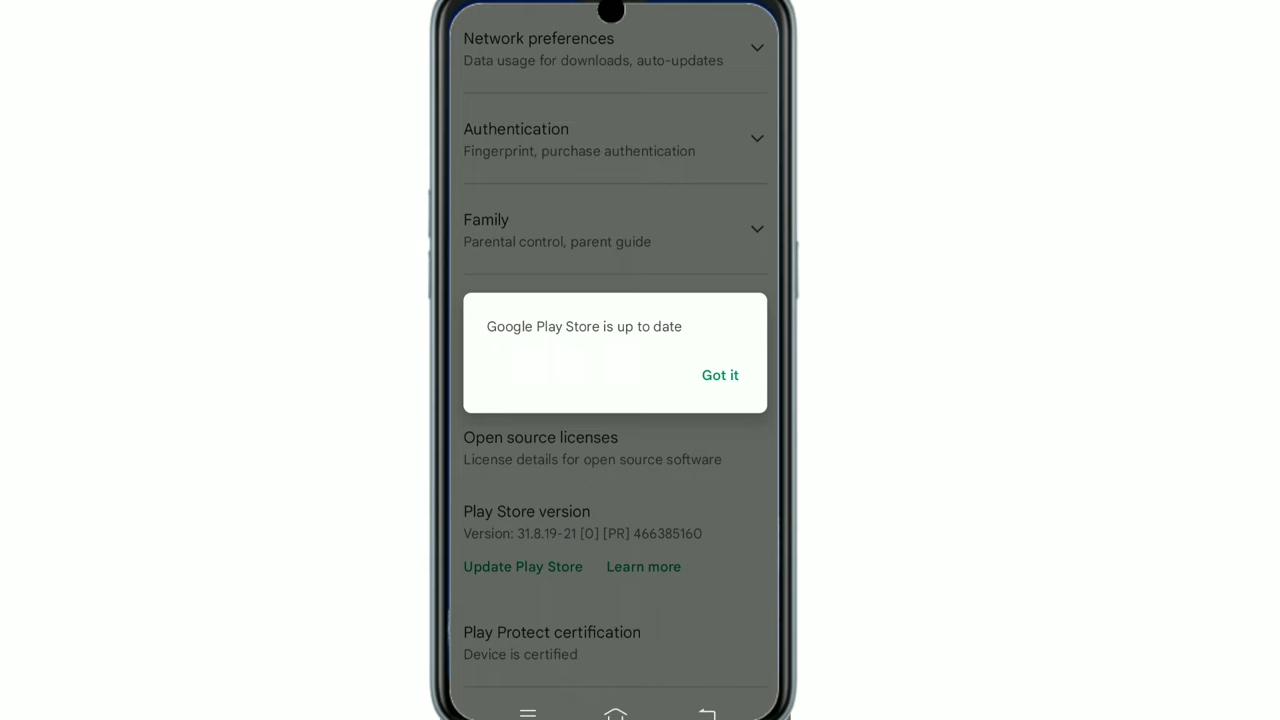 Network preferences
Data usage for downloads, auto-updates
Authentication
Fingerprint, purchase authentication
Family
Parental control, parent guide
Google Play Store is up to date
Got it
Open source licenses
License details for open source software
Play Store version
Version: 31.8.19-21 [0] [PR] 466385160
Update Play Store Learn more
Play Protect certification
Device is certified